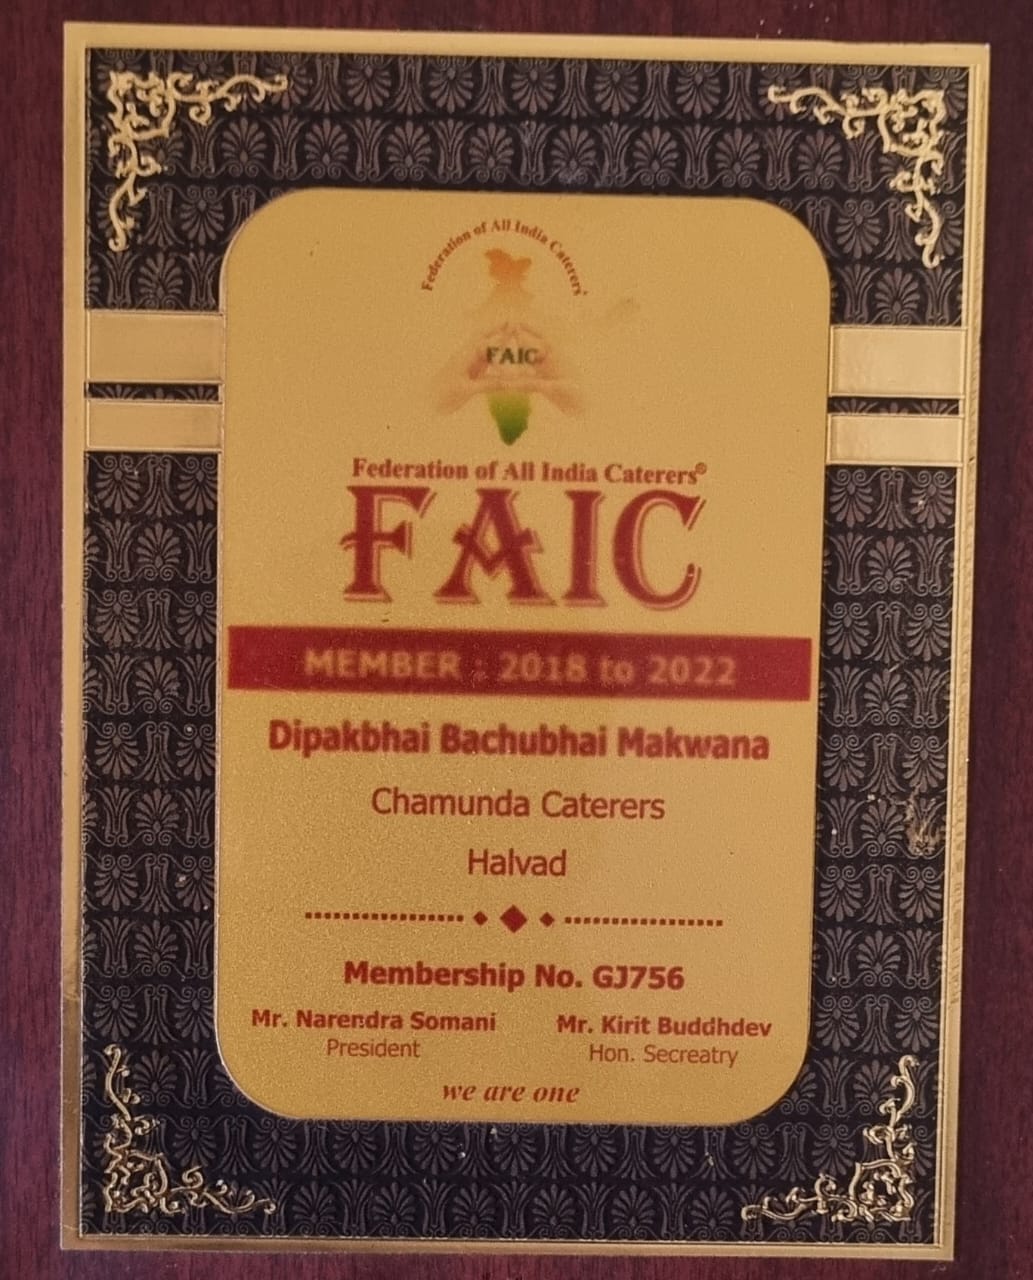 Federation of All India Caterers®
FAIC
Federation of All India Caterers®
FAIC
MEMBER : 2018 to 2022
Dipakbhai Bachubhai Makwana
Chamunda Caterers
Halvad
Membership No. GJ756
Mr. Narendra Somani
President
Mr. Kirit Buddhdev
Hon. Secreatry
we are one